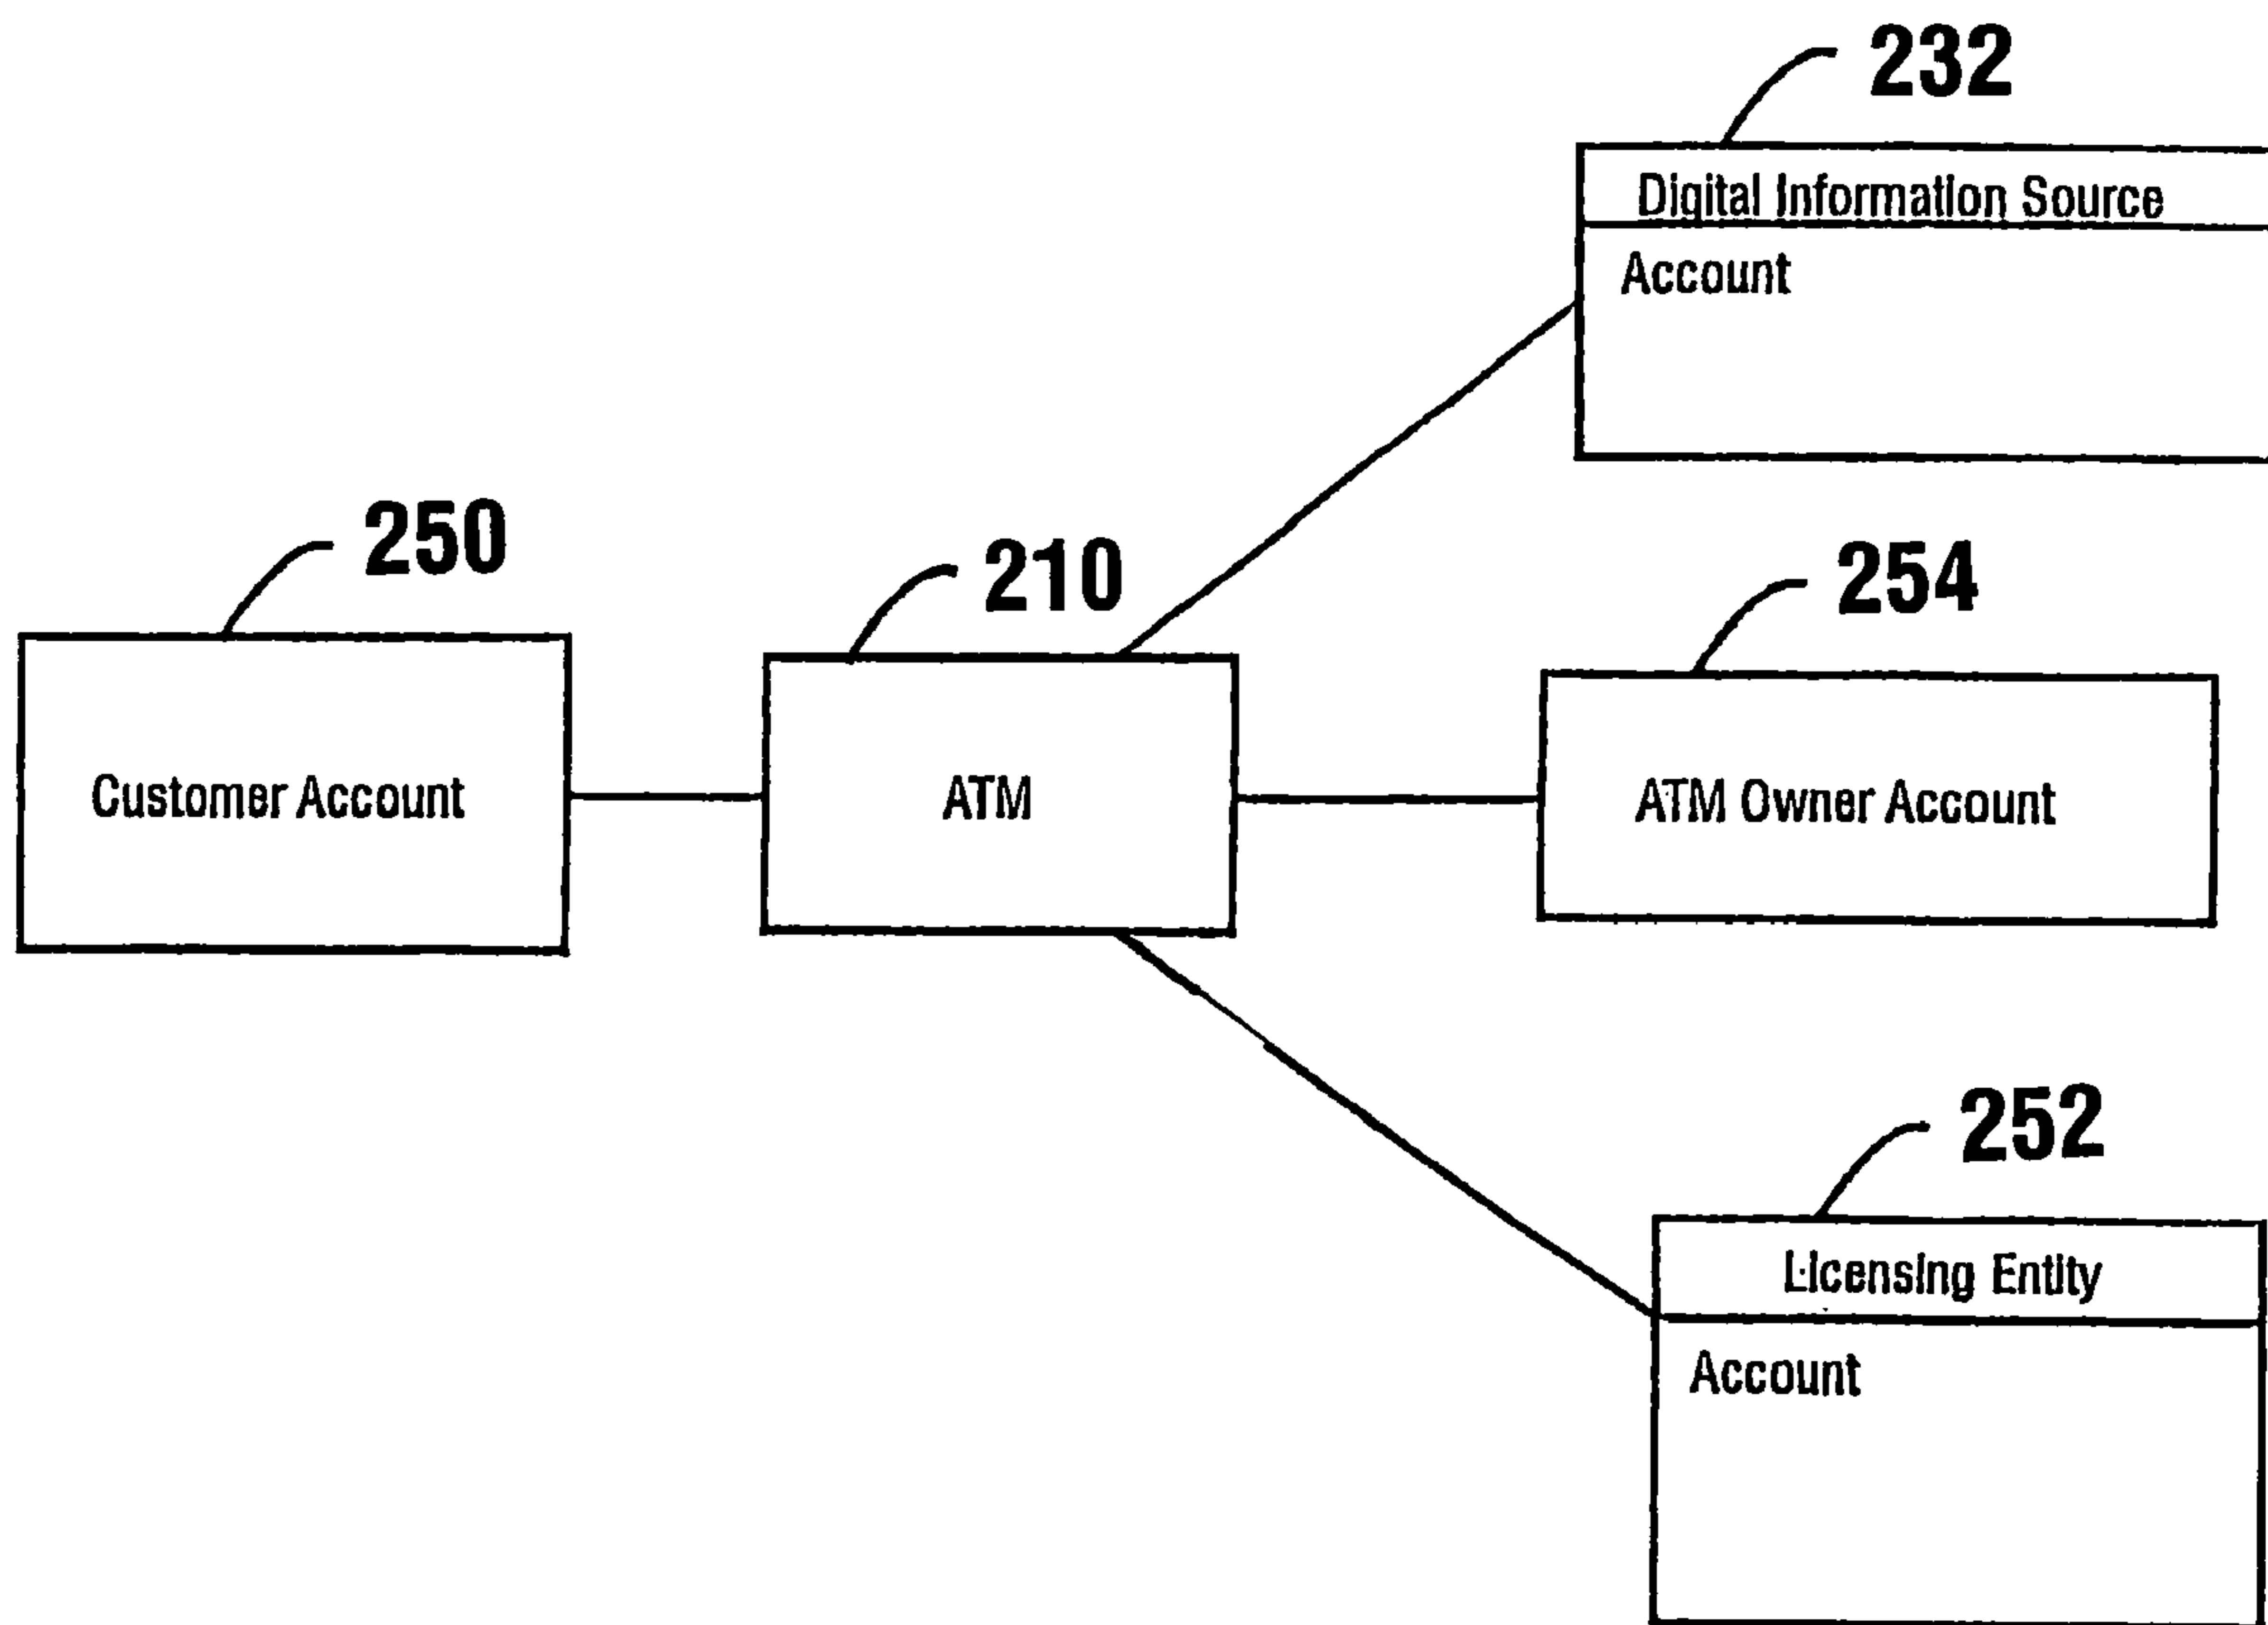 232
Digital Information Source
Account
250
210
254
Customer Account
ATM
ATM Owner Account
252
Licensing Entity
Account